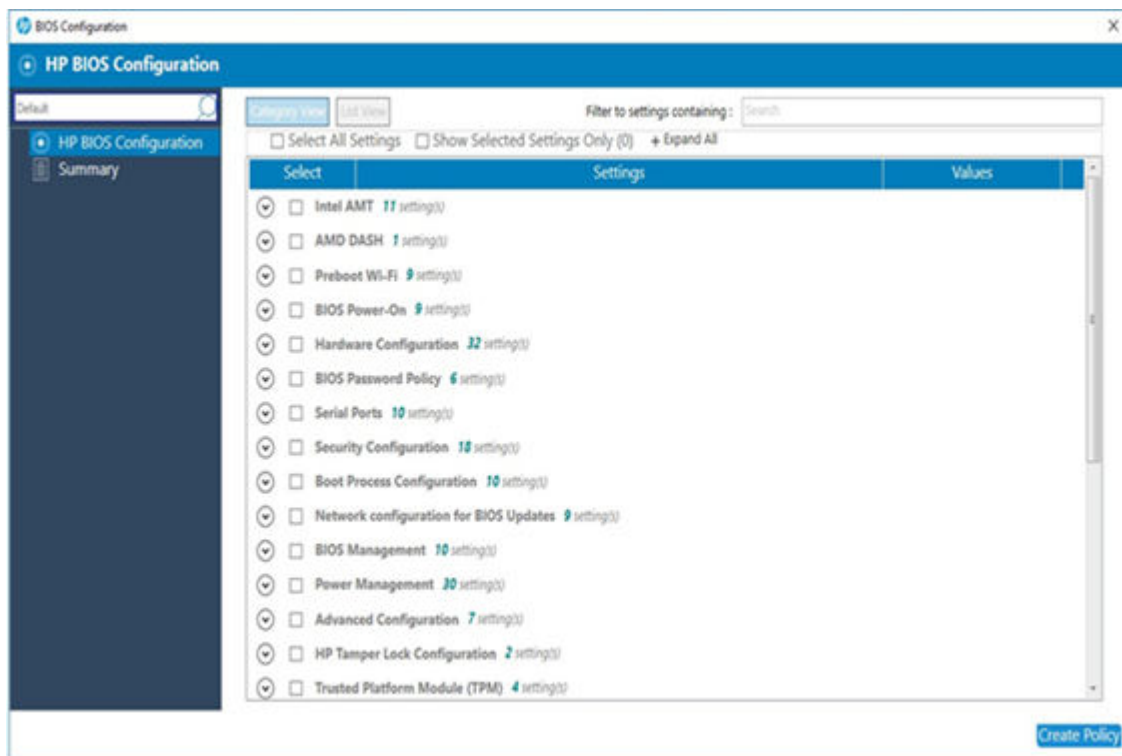 BIOS Configuration
HP BIOS Configuration
Default
HP BIOS Configuration
Summary
Category View List View Filter to settings containing : Search
Select All Settings Show Selected Settings Only (0) + Expand All
Select Settings Values
Intel AMT 11 setting(s)
AMD DASH 1 setting(s)
Preboot Wi-Fi 9 setting(s)
BIOS Power-On 9 setting(s)
Hardware Configuration 32 setting(s)
BIOS Password Policy 6 setting(s)
Serial Ports 10 setting(s)
Security Configuration 18 setting(s)
Boot Process Configuration 10 setting(s)
Network configuration for BIOS Updates 9 setting(s)
BIOS Management 10 setting(s)
Power Management 30 setting(s)
Advanced Configuration 7 setting(s)
HP Tamper Lock Configuration 2 setting(s)
Trusted Platform Module (TPM) 4 setting(s)
Create Policy